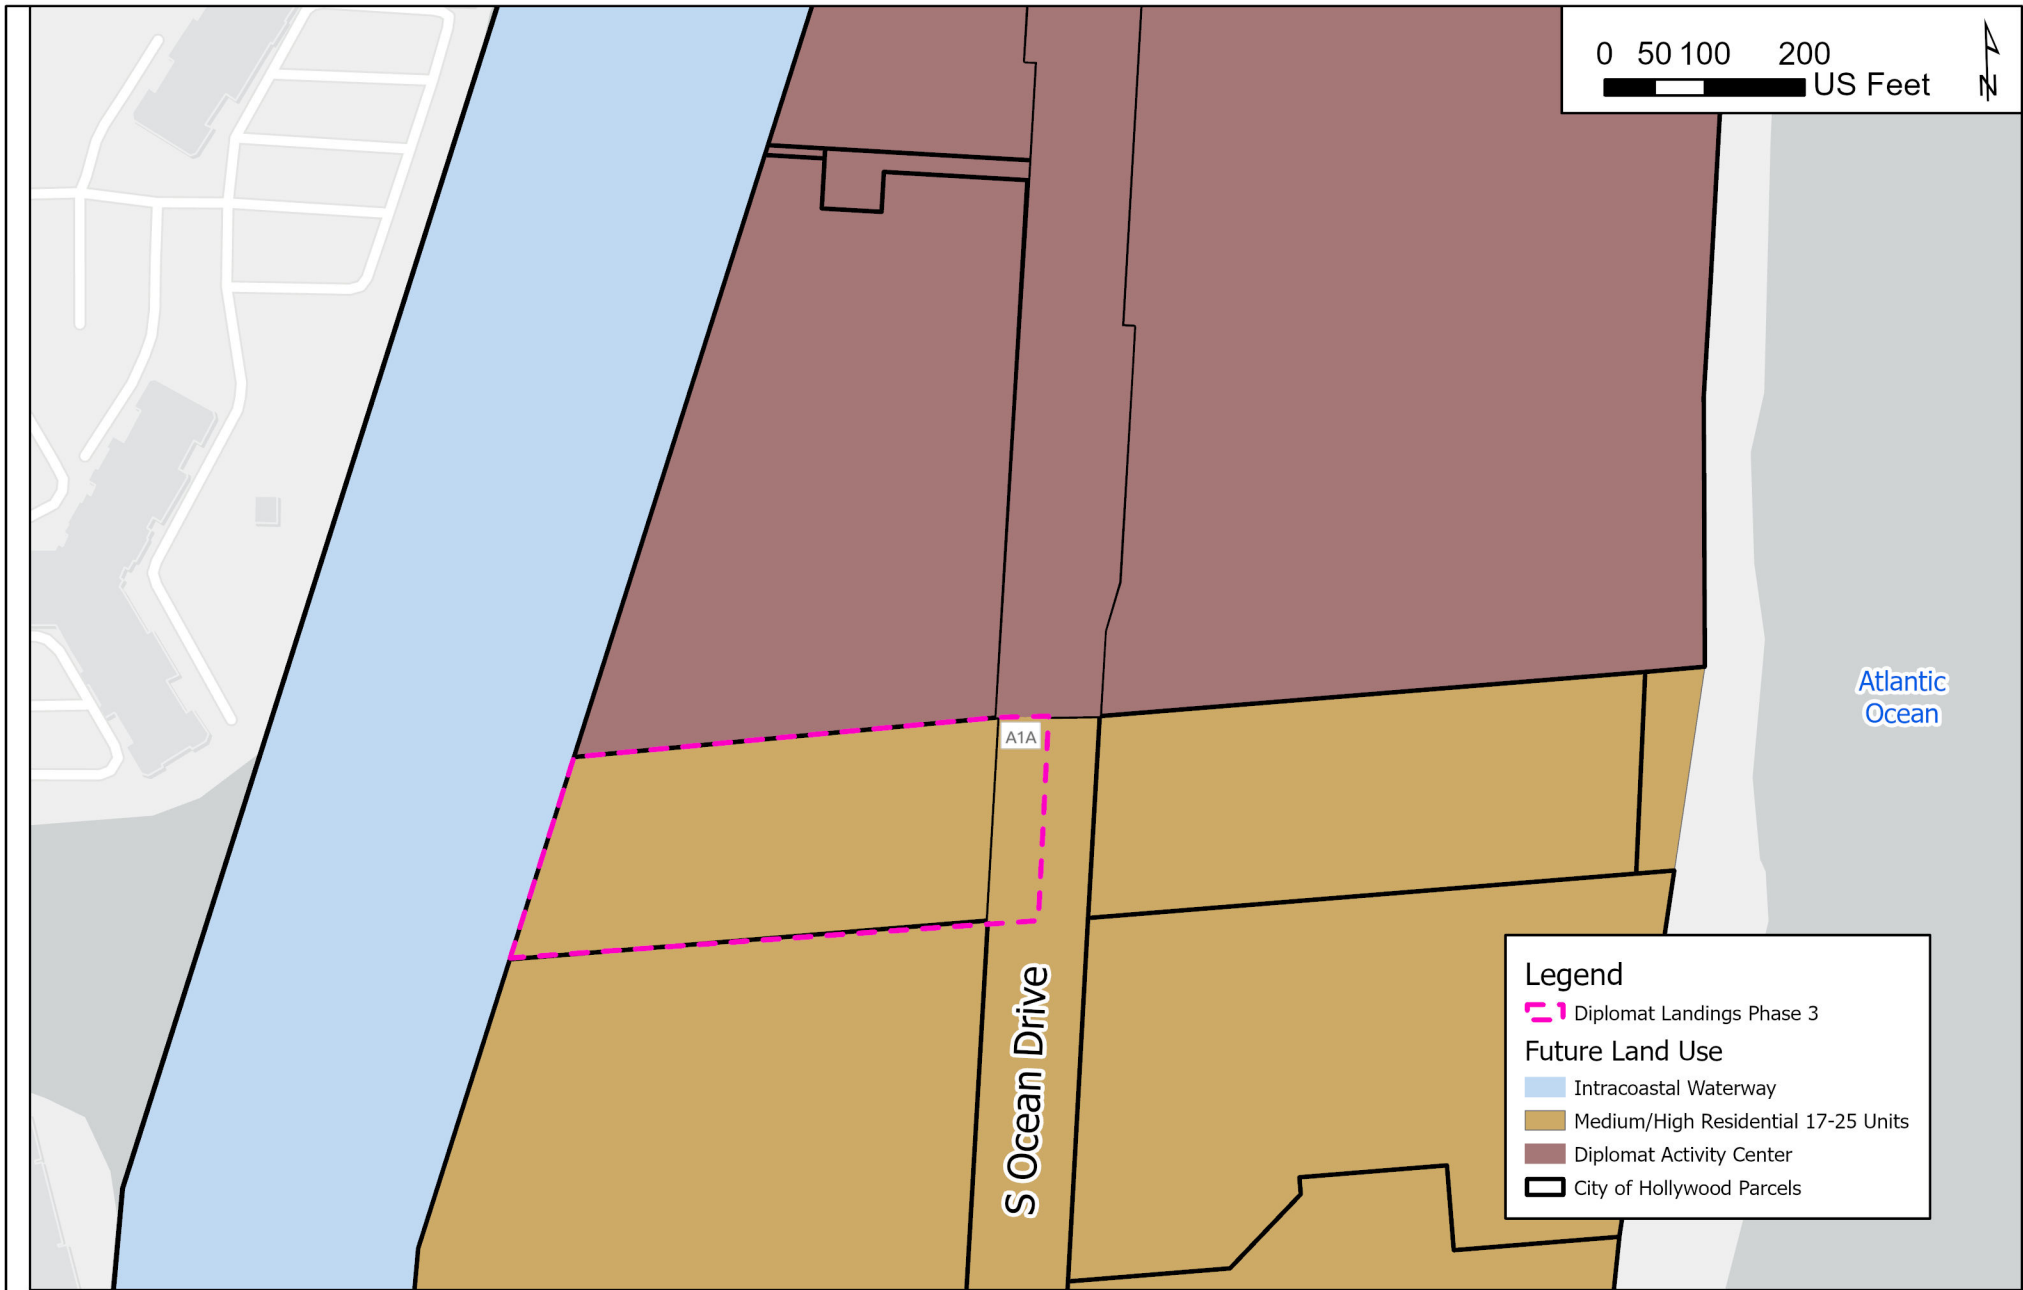 0 50 100 200
US Feet
N
A1A
Atlantic
Ocean
S Ocean Drive
Legend
Diplomat Landings Phase 3
Future Land Use
Intracoastal Waterway
Medium/High Residential 17-25 Units
Diplomat Activity Center
City of Hollywood Parcels